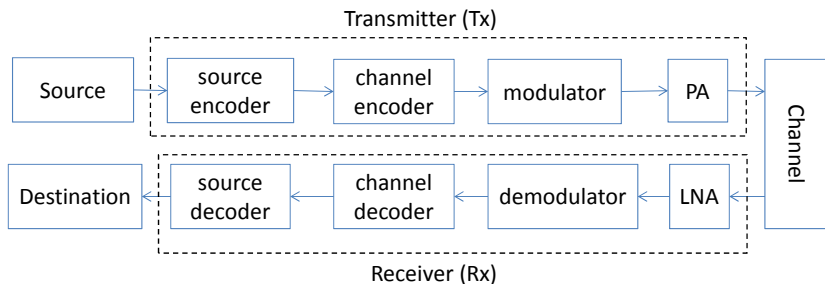 Transmitter (Tx)
Source
source
encoder
channel
encoder
modulator
PA
Channel
Destination
source
decoder
channel
decoder
demodulator
LNA
Receiver (Rx)